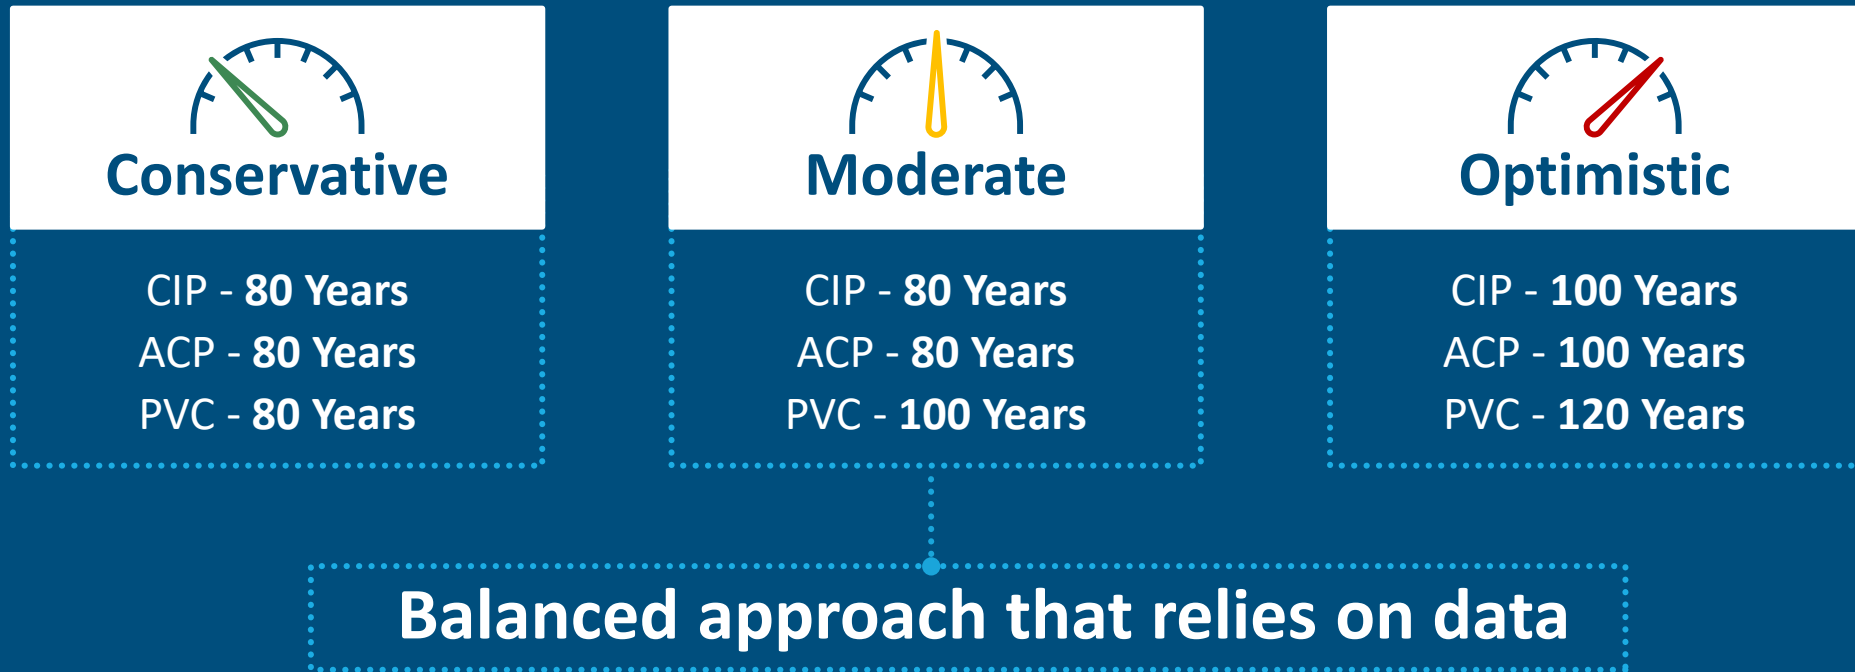 Conservative
CIP - 80 Years
ACP - 80 Years
PVC - 80 Years
Moderate
CIP - 80 Years
ACP - 80 Years
PVC - 100 Years
Optimistic
CIP - 100 Years
ACP - 100 Years
PVC - 120 Years
Balanced approach that relies on data